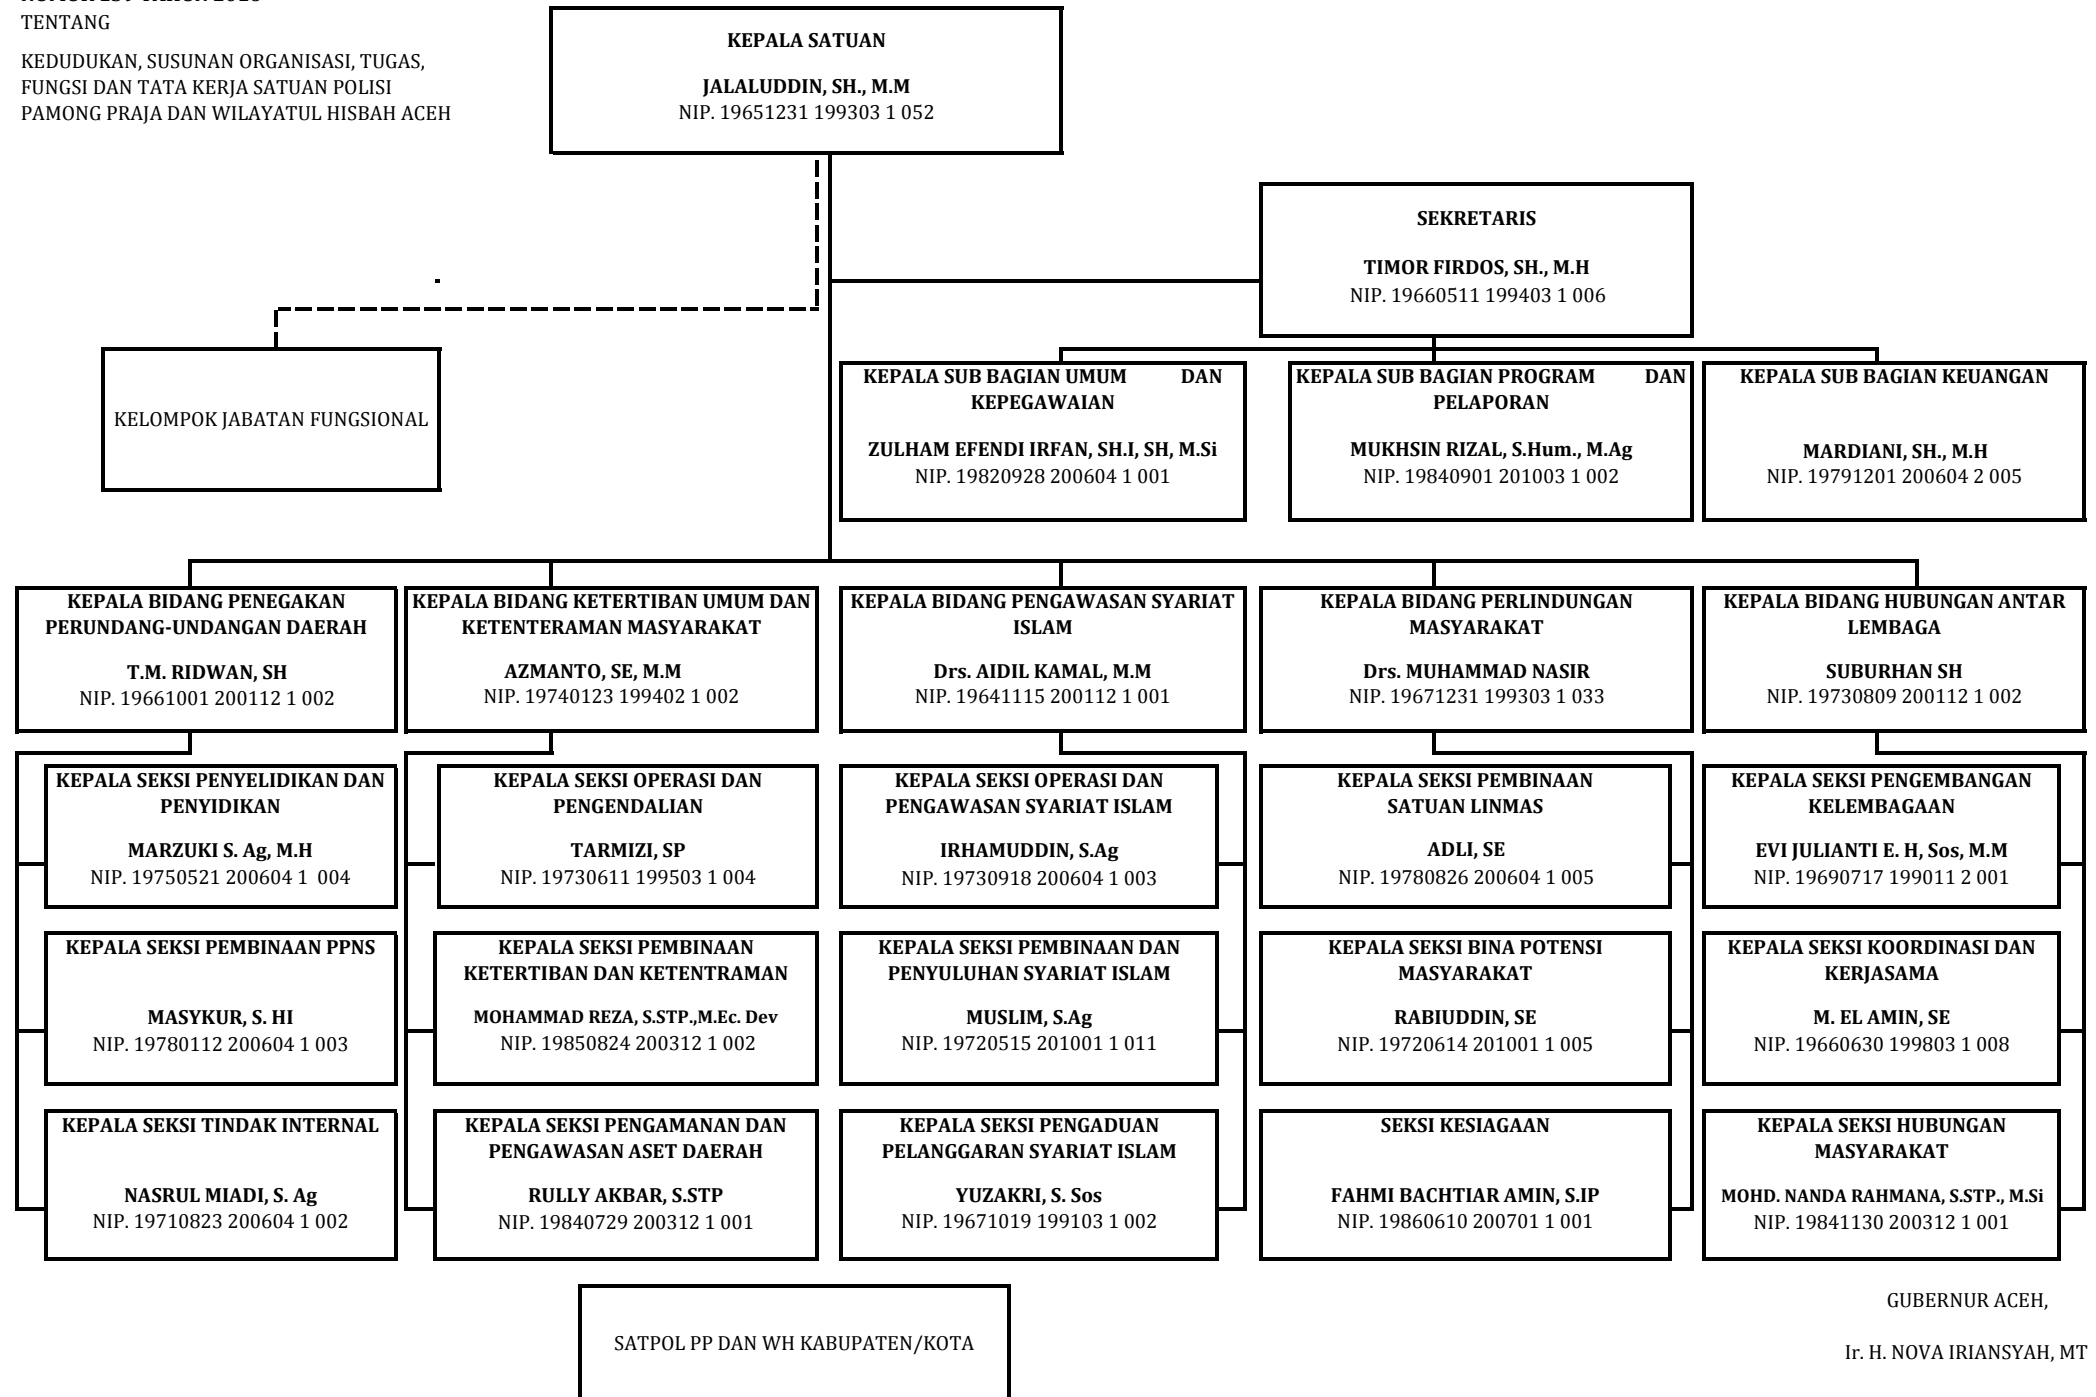 TENTANG
KEDUDUKAN, SUSUNAN ORGANISASI, TUGAS,
FUNGSI DAN TATA KERJA SATUAN POLISI
PAMONG PRAJA DAN WILAYATUL HISBAH ACEH
KEPALA SATUAN
JALALUDDIN, SH., M.M
NIP. 19651231 199303 1 052
SEKRETARIS
TIMOR FIRDOS, SH., M.H
NIP. 19660511 199403 1 006
KELOMPOK JABATAN FUNGSIONAL
KEPALA SUB BAGIAN UMUM DAN
KEPEGAWAIAN
ZULHAM EFENDI IRFAN, SH.I, SH, M.Si
NIP. 19820928 200604 1 001
KEPALA SUB BAGIAN PROGRAM DAN
PELAPORAN
MUKHSIN RIZAL, S.Hum., M.Ag
NIP. 19840901 201003 1 002
KEPALA SUB BAGIAN KEUANGAN
MARDIANI, SH., M.H
NIP. 19791201 200604 2 005
KEPALA BIDANG PENEGAKAN
PERUNDANG-UNDANGAN DAERAH
T.M. RIDWAN, SH
NIP. 19661001 200112 1 002
KEPALA BIDANG KETERTIBAN UMUM DAN
KETENTERAMAN MASYARAKAT
AZMANTO, SE, M.M
NIP. 19740123 199402 1 002
KEPALA BIDANG PENGAWASAN SYARIAT
ISLAM
Drs. AIDIL KAMAL, M.M
NIP. 19641115 200112 1 001
KEPALA BIDANG PERLINDUNGAN
MASYARAKAT
Drs. MUHAMMAD NASIR
NIP. 19671231 199303 1 033
KEPALA BIDANG HUBUNGAN ANTAR
LEMBAGA
SUBURHAN SH
NIP. 19730809 200112 1 002
KEPALA SEKSI PENYELIDIKAN DAN
PENYIDIKAN
MARZUKI S. Ag, M.H
NIP. 19750521 200604 1 004
KEPALA SEKSI OPERASI DAN
PENGENDALIAN
TARMIZI, SP
NIP. 19730611 199503 1 004
KEPALA SEKSI OPERASI DAN
PENGAWASAN SYARIAT ISLAM
IRHAMUDDIN, S.Ag
NIP. 19730918 200604 1 003
KEPALA SEKSI PEMBINAAN
SATUAN LINMAS
ADLI, SE
NIP. 19780826 200604 1 005
KEPALA SEKSI PENGEMBANGAN
KELEMBAGAAN
EVI JULIANTI E. H, Sos, M.M
NIP. 19690717 199011 2 001
KEPALA SEKSI PEMBINAAN PPNS
MASYKUR, S. HI
NIP. 19780112 200604 1 003
KEPALA SEKSI PEMBINAAN
KETERTIBAN DAN KETENTRAMAN
MOHAMMAD REZA, S.STP.,M.Ec. Dev
NIP. 19850824 200312 1 002
KEPALA SEKSI PEMBINAAN DAN
PENYULUHAN SYARIAT ISLAM
MUSLIM, S.Ag
NIP. 19720515 201001 1 011
KEPALA SEKSI BINA POTENSI
MASYARAKAT
RABIUDDIN, SE
NIP. 19720614 201001 1 005
KEPALA SEKSI KOORDINASI DAN
KERJASAMA
M. EL AMIN, SE
NIP. 19660630 199803 1 008
KEPALA SEKSI TINDAK INTERNAL
NASRUL MIADI, S. Ag
NIP. 19710823 200604 1 002
KEPALA SEKSI PENGAMANAN DAN
PENGAWASAN ASET DAERAH
RULLY AKBAR, S.STP
NIP. 19840729 200312 1 001
KEPALA SEKSI PENGADUAN
PELANGGARAN SYARIAT ISLAM
YUZAKRI, S. Sos
NIP. 19671019 199103 1 002
SEKSI KESIAGAAN
FAHMI BACHTIAR AMIN, S.IP
NIP. 19860610 200701 1 001
KEPALA SEKSI HUBUNGAN
MASYARAKAT
MOHD. NANDA RAHMANA, S.STP., M.Si
NIP. 19841130 200312 1 001
SATPOL PP DAN WH KABUPATEN/KOTA
GUBERNUR ACEH,
Ir. H. NOVA IRIANSYAH, MT